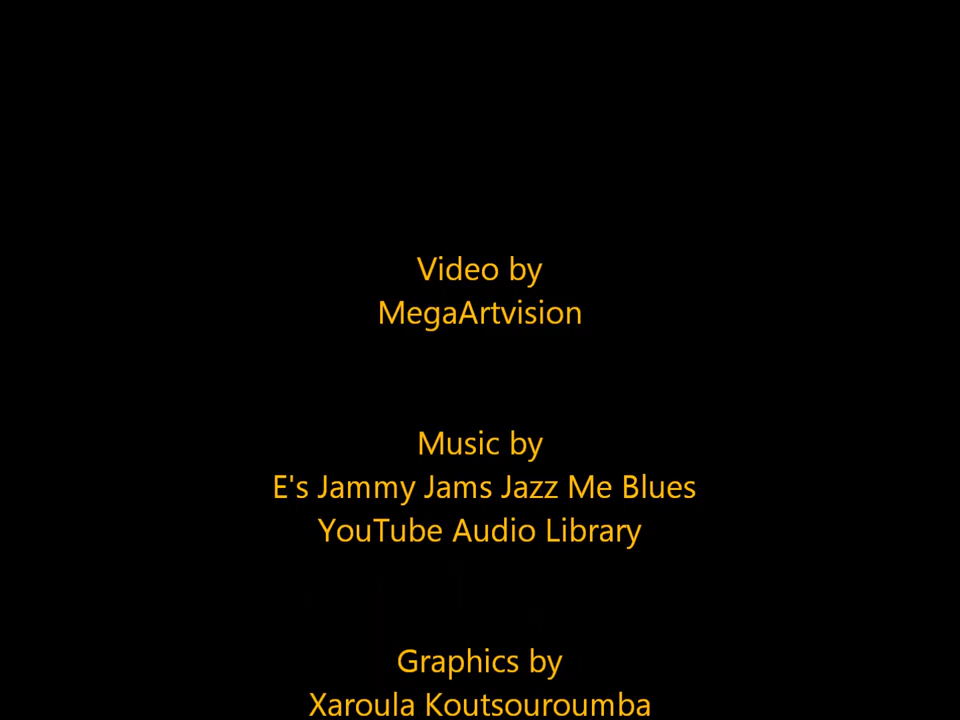 Video by
MegaArtvision
Music by
E's Jammy Jams Jazz Me Blues
YouTube Audio Library
Graphics by
Xaroula Koutsouroumba